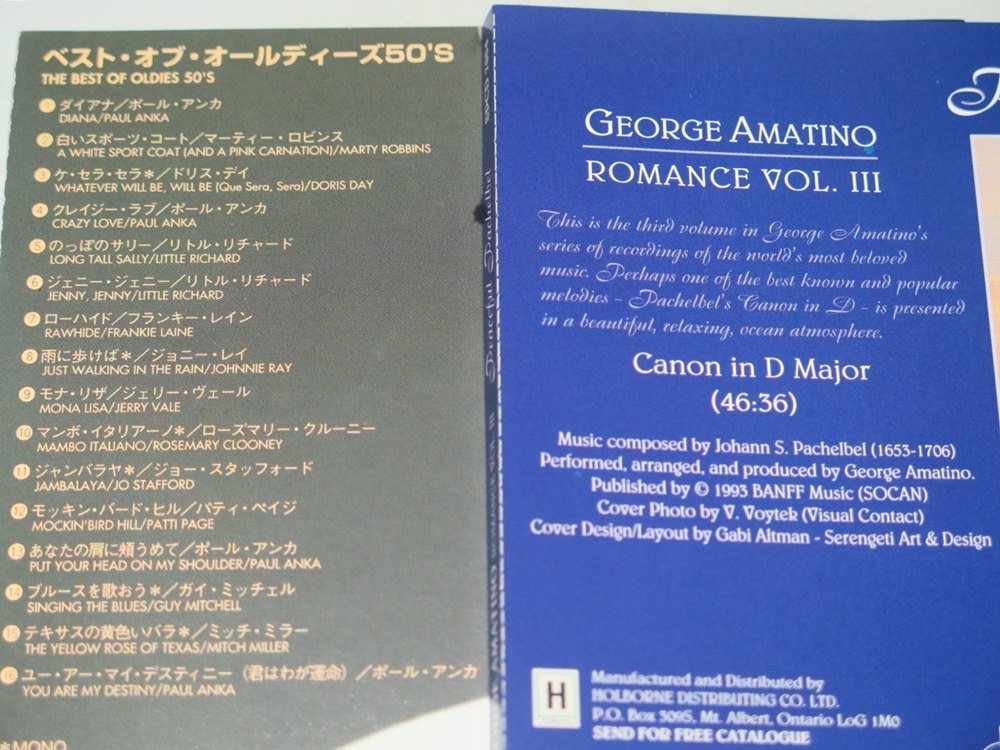 ベスト・オブ・オールディーズ50'S
THE BEST OF OLDIES 50'S
1 ダイアナ／ポール・アンカ
DIANA/PAUL ANKA
2 白いスポーツ・コート／マーティー・ロビンス
A WHITE SPORT COAT (AND A PINK CARNATION)/MARTY ROBBINS
3 ケ・セラ・セラ＊／ドリス・デイ
WHATEVER WILL BE, WILL BE (Que Sera, Sera)/DORIS DAY
4 クレイジー・ラブ／ポール・アンカ
CRAZY LOVE/PAUL ANKA
5 のっぽのサリー／リトル・リチャード
LONG TALL SALLY/LITTLE RICHARD
6 ジェニー・ジェニー／リトル・リチャード
JENNY, JENNY/LITTLE RICHARD
7 ローハイド／フランキー・レイン
RAWHIDE/FRANKIE LAINE
8 雨に歩けば＊／ジョニー・レイ
JUST WALKING IN THE RAIN/JOHNNIE RAY
9 モナ・リザ／ジェリー・ヴェール
MONA LISA/JERRY VALE
10 マンボ・イタリアーノ＊／ローズマリー・クルーニー
MAMBO ITALIANO/ROSEMARY CLOONEY
11 ジャンバラヤ＊／ジョー・スタッフォード
JAMBALAYA/JO STAFFORD
12 モッキン・バード・ヒル／パティ・ペイジ
MOCKIN'BIRD HILL/PATTI PAGE
13 あなたの肩に頬うめて／ポール・アンカ
PUT YOUR HEAD ON MY SHOULDER/PAUL ANKA
14 ブルースを歌おう＊／ガイ・ミッチェル
SINGING THE BLUES/GUY MITCHELL
15 テキサスの黄色いバラ＊／ミッチ・ミラー
THE YELLOW ROSE OF TEXAS/MITCH MILLER
16 ユー・アー・マイ・デスティニー（君はわが運命）／ポール・アンカ
YOU ARE MY DESTINY/PAUL ANKA
＊MONO
Peaceful Pachelbel
GEORGE AMATINO
ROMANCE VOL. III
This is the third volume in George Amatino's
series of recordings of the world's most beloved
music. Perhaps one of the best known and popular
melodies - Pachelbel's Canon in D - is presented
in a beautiful, relaxing, ocean atmosphere.
Canon in D Major
(46:36)
Music composed by Johann S. Pachelbel (1653-1706)
Performed, arranged, and produced by George Amatino.
Published by © 1993 BANFF Music (SOCAN)
Cover Photo by V. Voytek (Visual Contact)
Cover Design/Layout by Gabi Altman - Serengeti Art & Design
H
Manufactured and Distributed by
HOLBORNE DISTRIBUTING CO. LTD.
P.O. Box 3095, Mt. Albert, Ontario LoG 1M0
SEND FOR FREE CATALOGUE